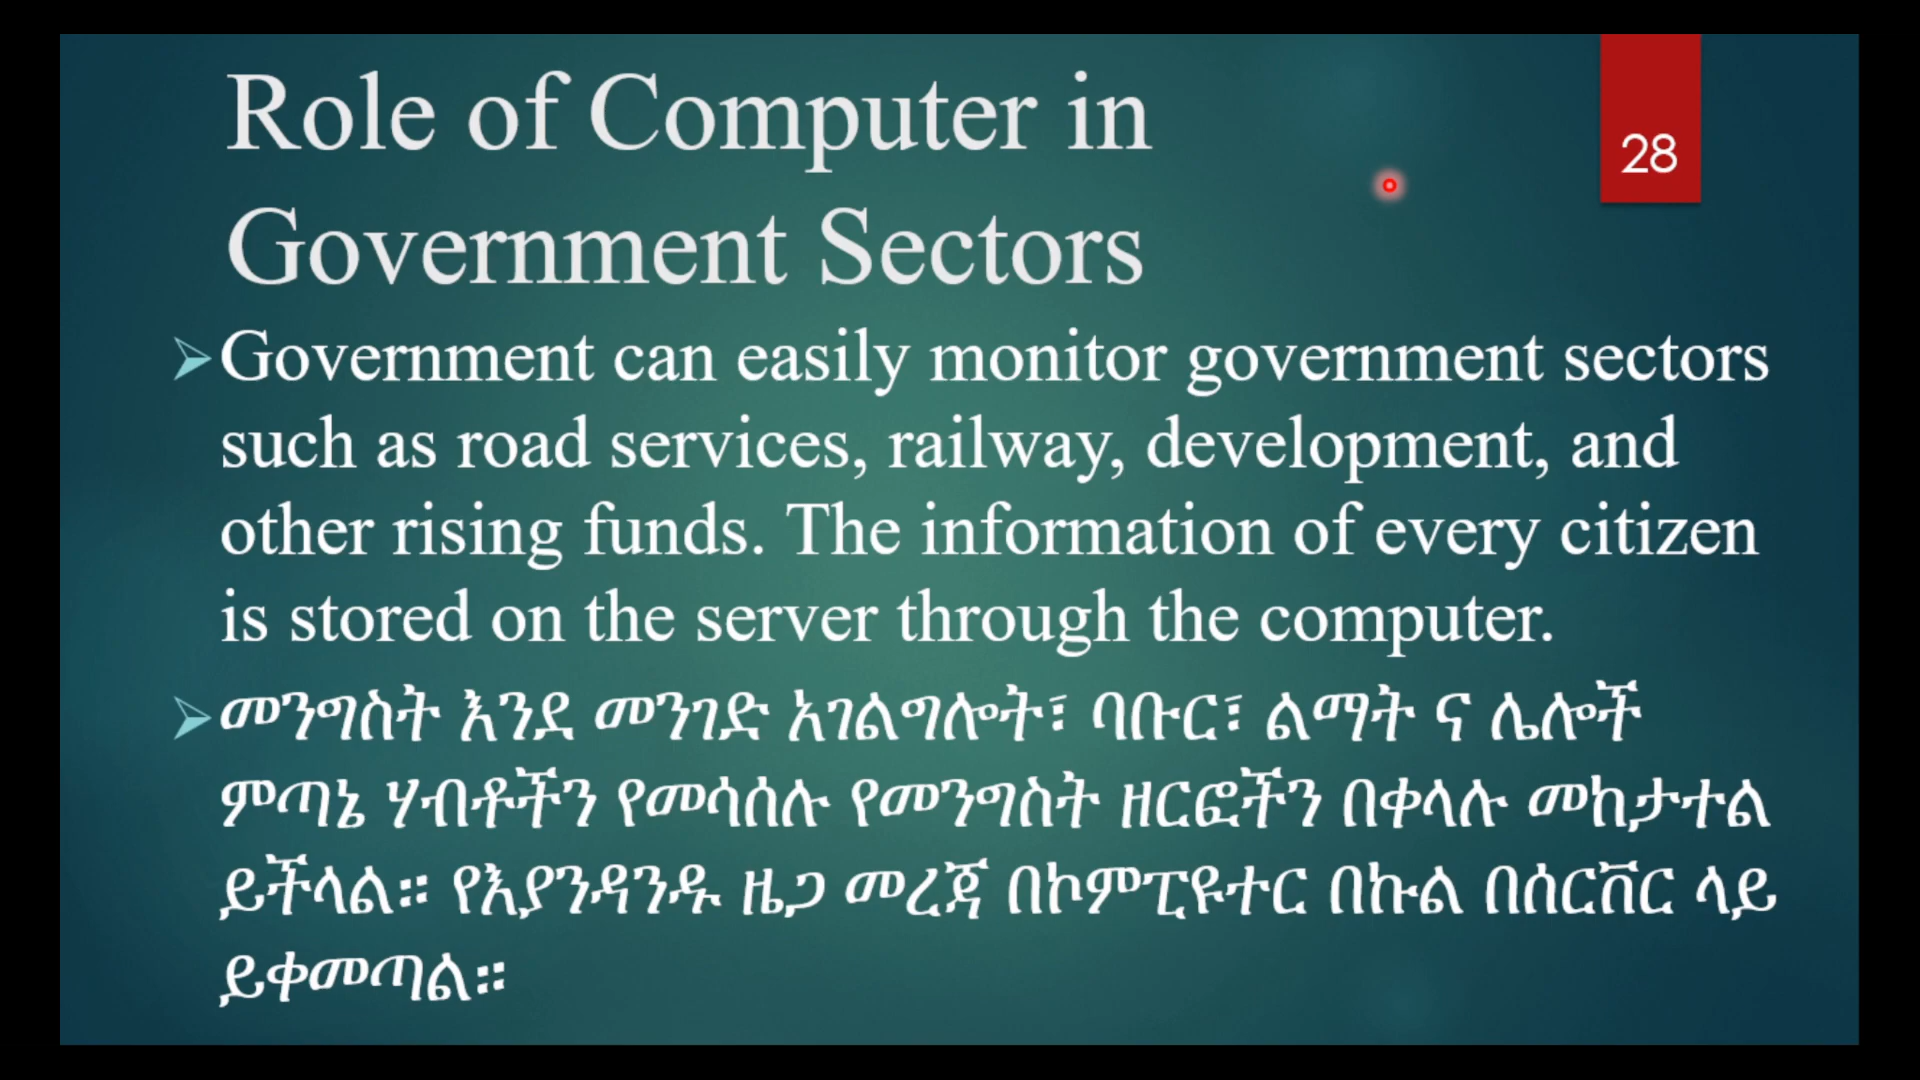 Role of Computer in
Government Sectors
28
Government can easily monitor government sectors
such as road services, railway, development, and
other rising funds. The information of every citizen
is stored on the server through the computer.
መንግስት እንደ መንገድ አገልግሎት፣ ባቡር፣ ልማት ና ሌሎች
ምጣኔ ሃብቶችን የመሳሰሉ የመንግስት ዘርፎችን በቀላሉ መከታተል
ይችላል። የእያንዳንዱ ዜጋ መረጃ በኮምፒዩተር በኩል በሰርቨር ላይ
ይቀመጣል።